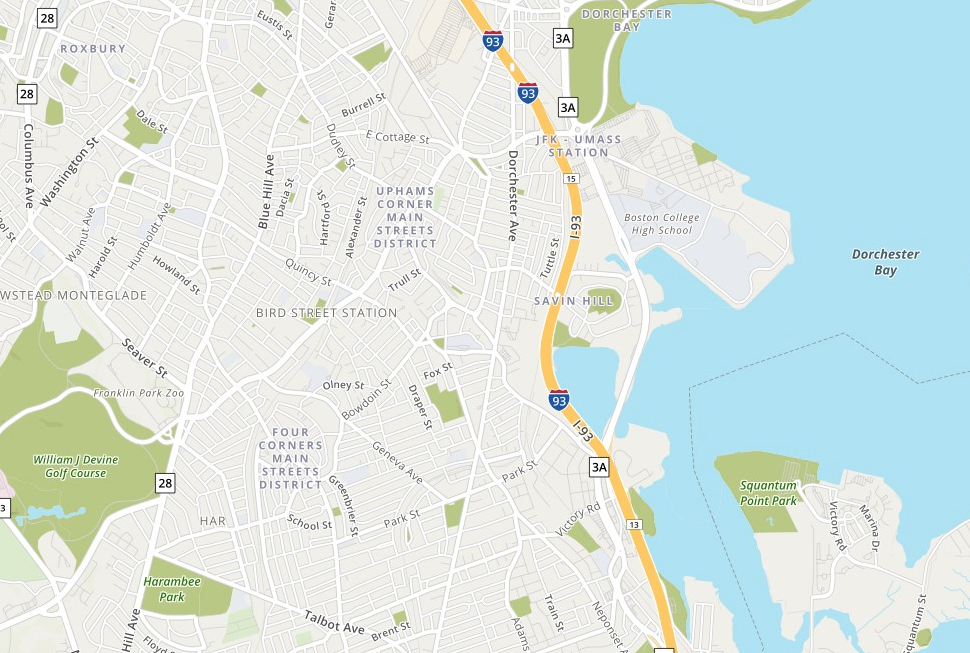 28
Eustis St
DORCHESTER
BAY
3A
93
ROXBURY
93
28
Burrell St
3A
Dale St
E Cottage St
JFK - UMASS
STATION
Columbus Ave
Washington St
Dudley St
Dorchester Ave
15
Blue Hill Ave
Dacia St
UPHAMS
CORNER
MAIN
STREETS
DISTRICT
Alexander St
I-93
Boston College
High School
Walnut Ave
Humboldt Ave
Harold St
Tuttle St
Dorchester
Bay
Howland St
Quincy St
Trull St
WSTEAD MONTEGLADE
SAVIN HILL
BIRD STREET STATION
Seaver St
Fox St
Olney St
Franklin Park Zoo
Bowdoin St
Draper St
93
I-93
FOUR
CORNERS
MAIN
STREETS
DISTRICT
William J Devine
Golf Course
Geneva Ave
3A
Park St
28
Squantum
Point Park
Greenbrier St
3
Victory Rd
Marina Dr
Victory Rd
HAR
School St
Park St
13
Harambee
Park
Talbot Ave
Brent St
Train St
Adams
Neponset A
Hill Ave
Floyd
quantum St